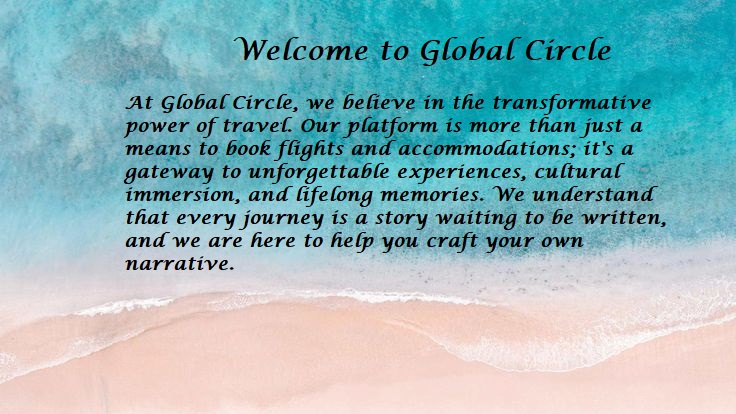 Welcome to Global Circle
At Global Circle, we believe in the transformative
power of travel. Our platform is more than just a
means to book flights and accommodations; it's a
gateway to unforgettable experiences, cultural
immersion, and lifelong memories. We understand
that every journey is a story waiting to be written,
and we are here to help you craft your own
narrative.